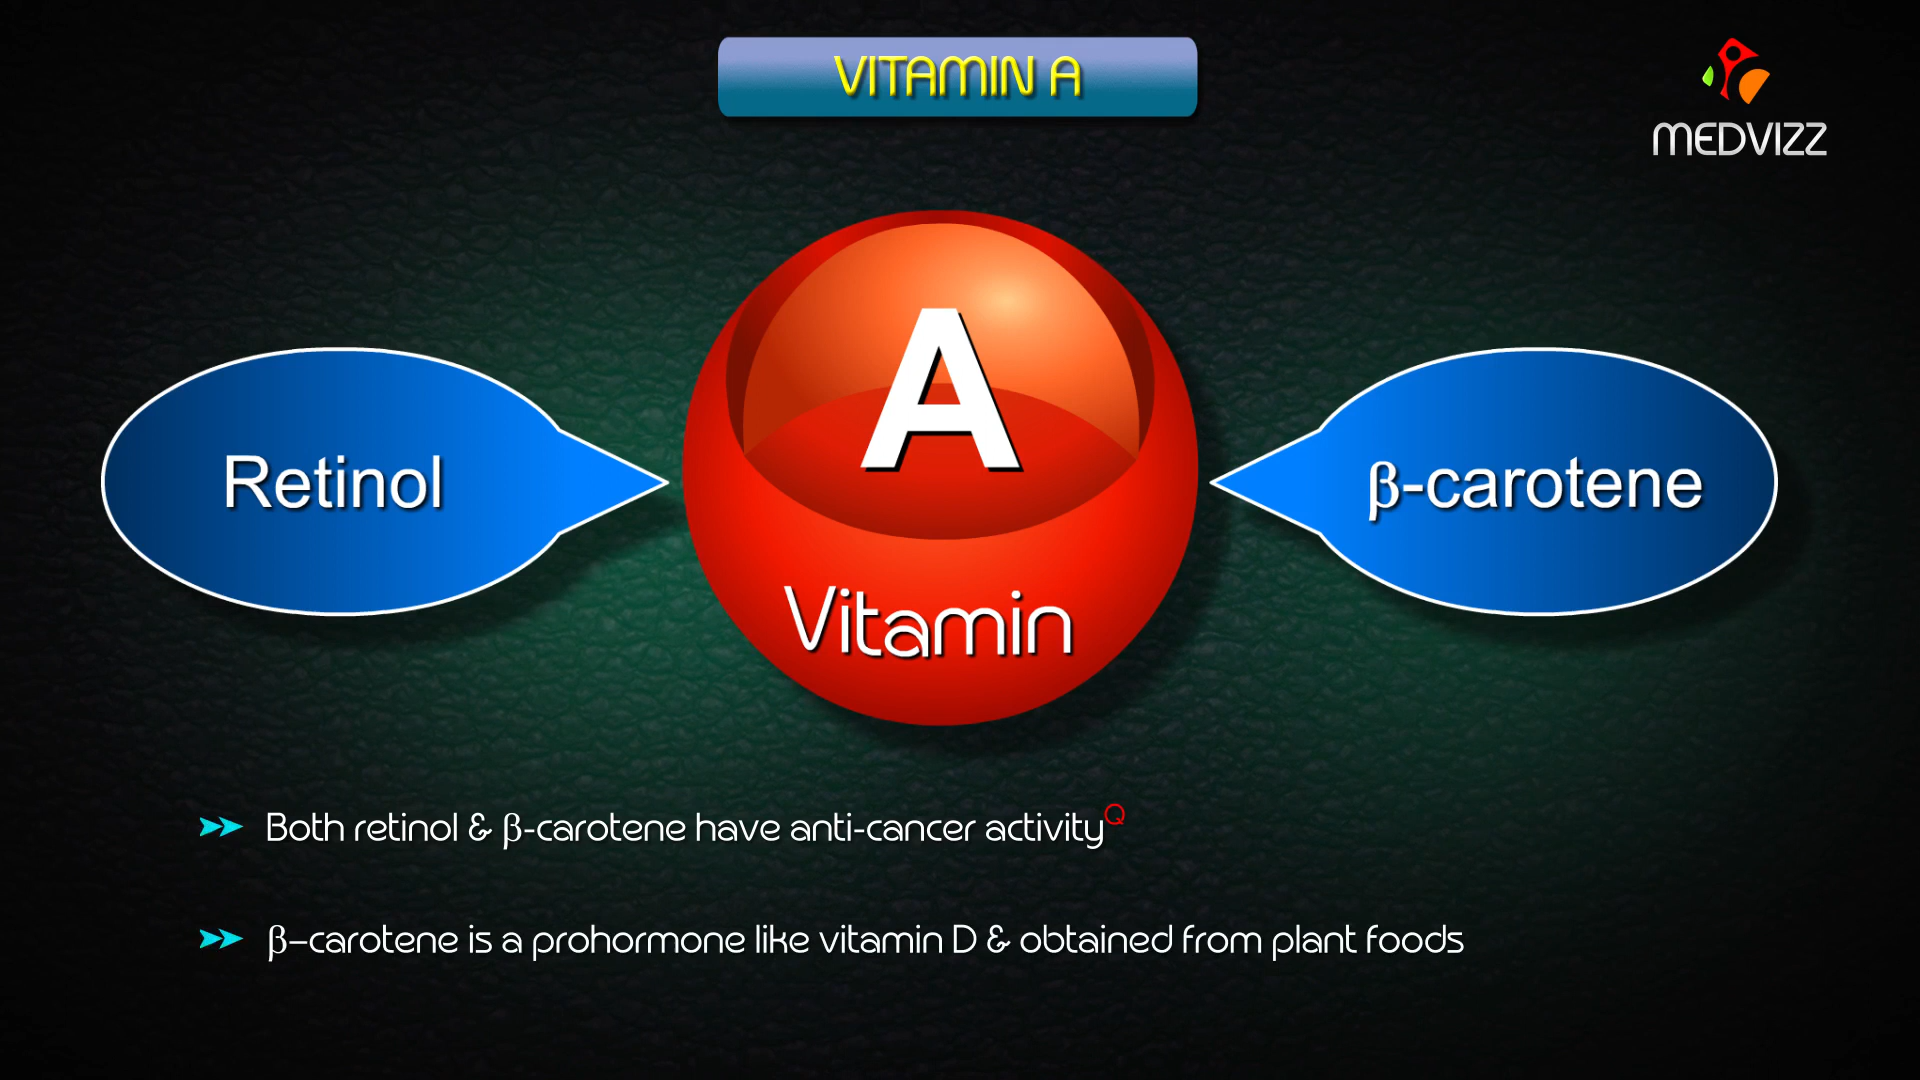 VITAMIN A
MEDVIZZ
A
Retinol
β-carotene
Vitamin
Both retinol & β-carotene have anti-cancer activityQ
β–carotene is a prohormone like vitamin D & obtained from plant foods